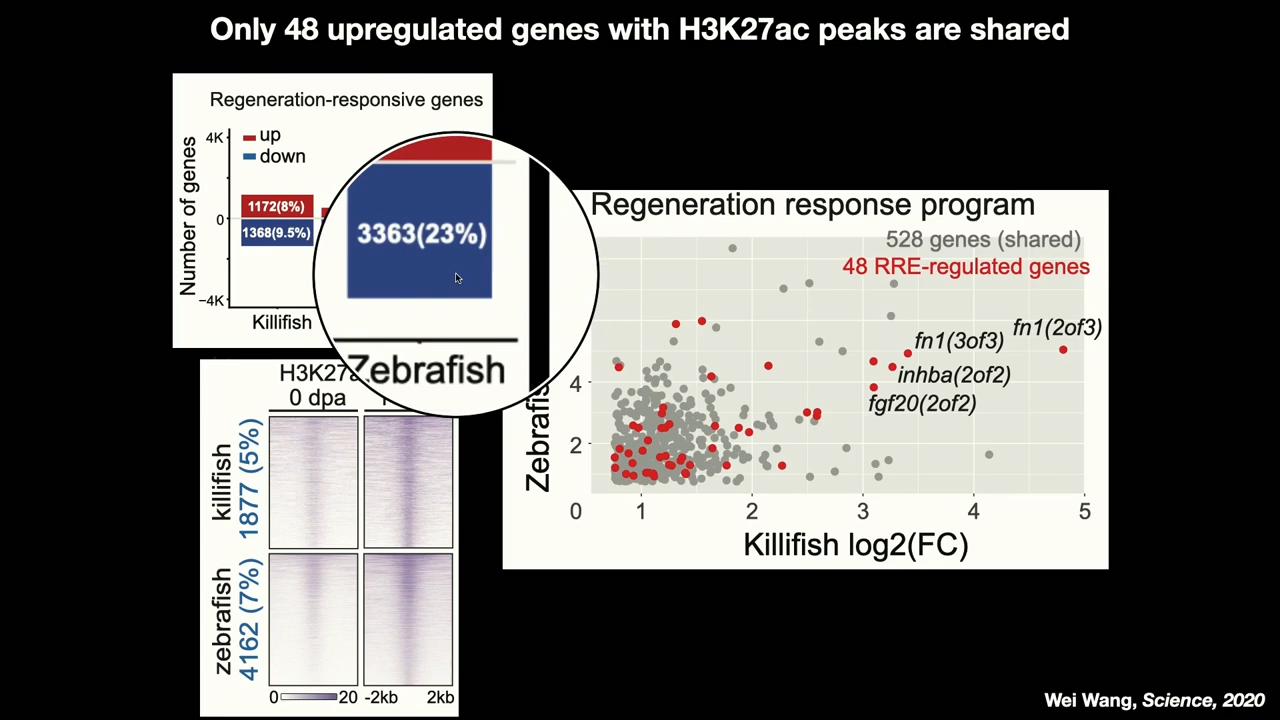 Only 48 upregulated genes with H3K27ac peaks are shared
Regeneration-responsive genes
Number of genes
4K
0
−4K
up
down
1172(8%)
1368(9.5%)
Killifish
3363(23%)
Zebrafish
H3K27a
0 dpa
killifish
1877 (5%)
zebrafish
4162 (7%)
0
20
-2kb
2kb
Regeneration response program
528 genes (shared)
48 RRE-regulated genes
fn1(2of3)
fn1(3of3)
inhba(2of2)
fgf20(2of2)
Zebrafis
4
2
0
1
2
3
4
5
Killifish log2(FC)
Wei Wang, Science, 2020